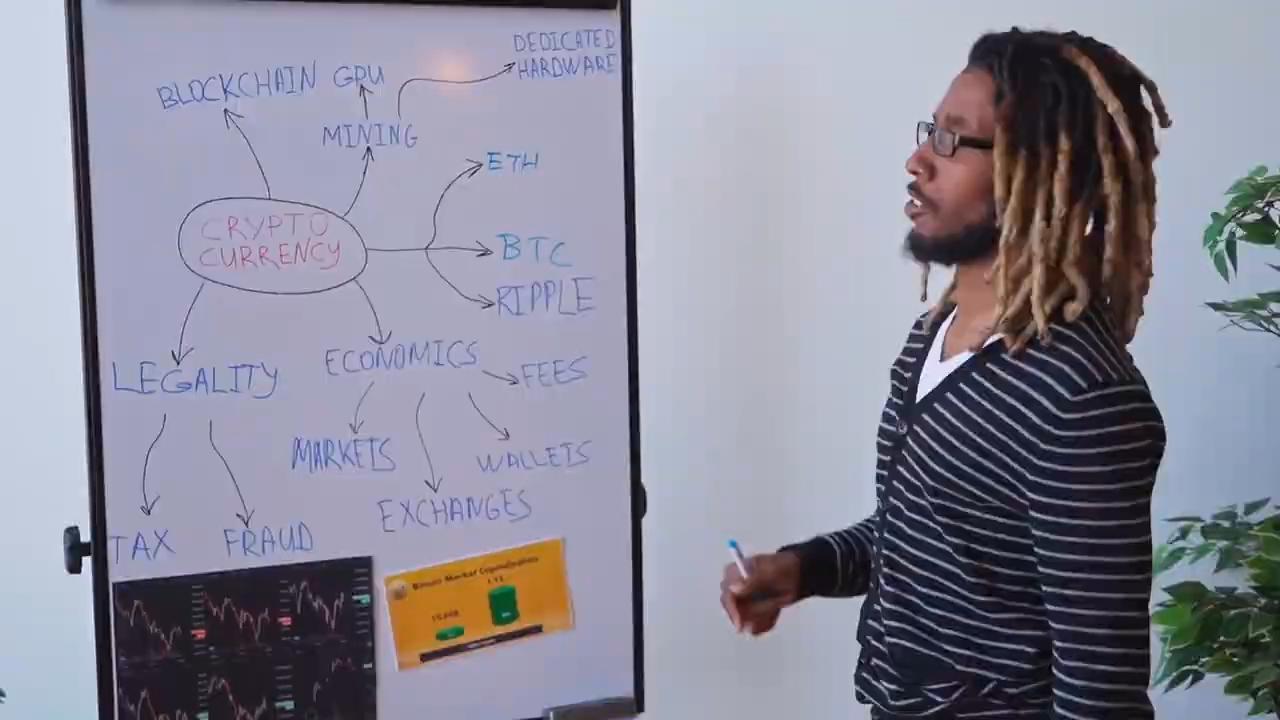 DEDICATED
HARDWARE
BLOCKCHAIN
GPU
MINING
ETH
CRYPTO
CURRENCY
BTC
RIPPLE
LEGALITY
ECONOMICS
FEES
MARKETS
WALLETS
EXCHANGES
TAX
FRAUD
Bitcoin Market Capitalization